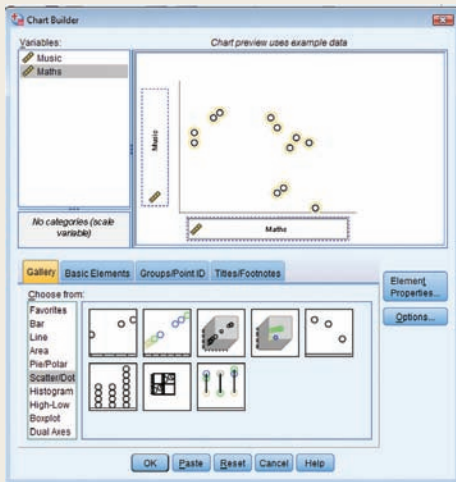 Chart Builder
Variables:
Chart preview uses example data
Music
Maths
Music
No categories (scale
variable)
Maths
Gallery
Basic Elements
Groups/Point ID
Titles/Footnotes
Choose from:
Favorites
Bar
Line
Area
Pie/Polar
Scatter/Dot
Histogram
High-Low
Boxplot
Dual Axes
Element
Properties...
Options...
OK
Paste
Reset
Cancel
Help